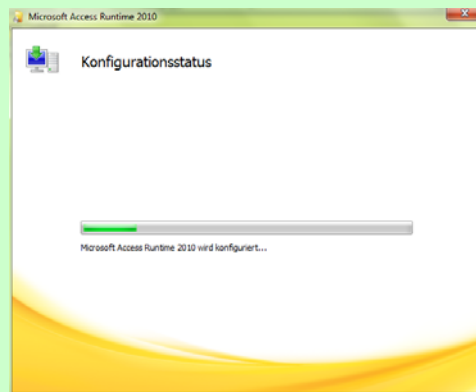 Microsoft Access Runtime 2010
Konfigurationsstatus
Microsoft Access Runtime 2010 wird konfiguriert...